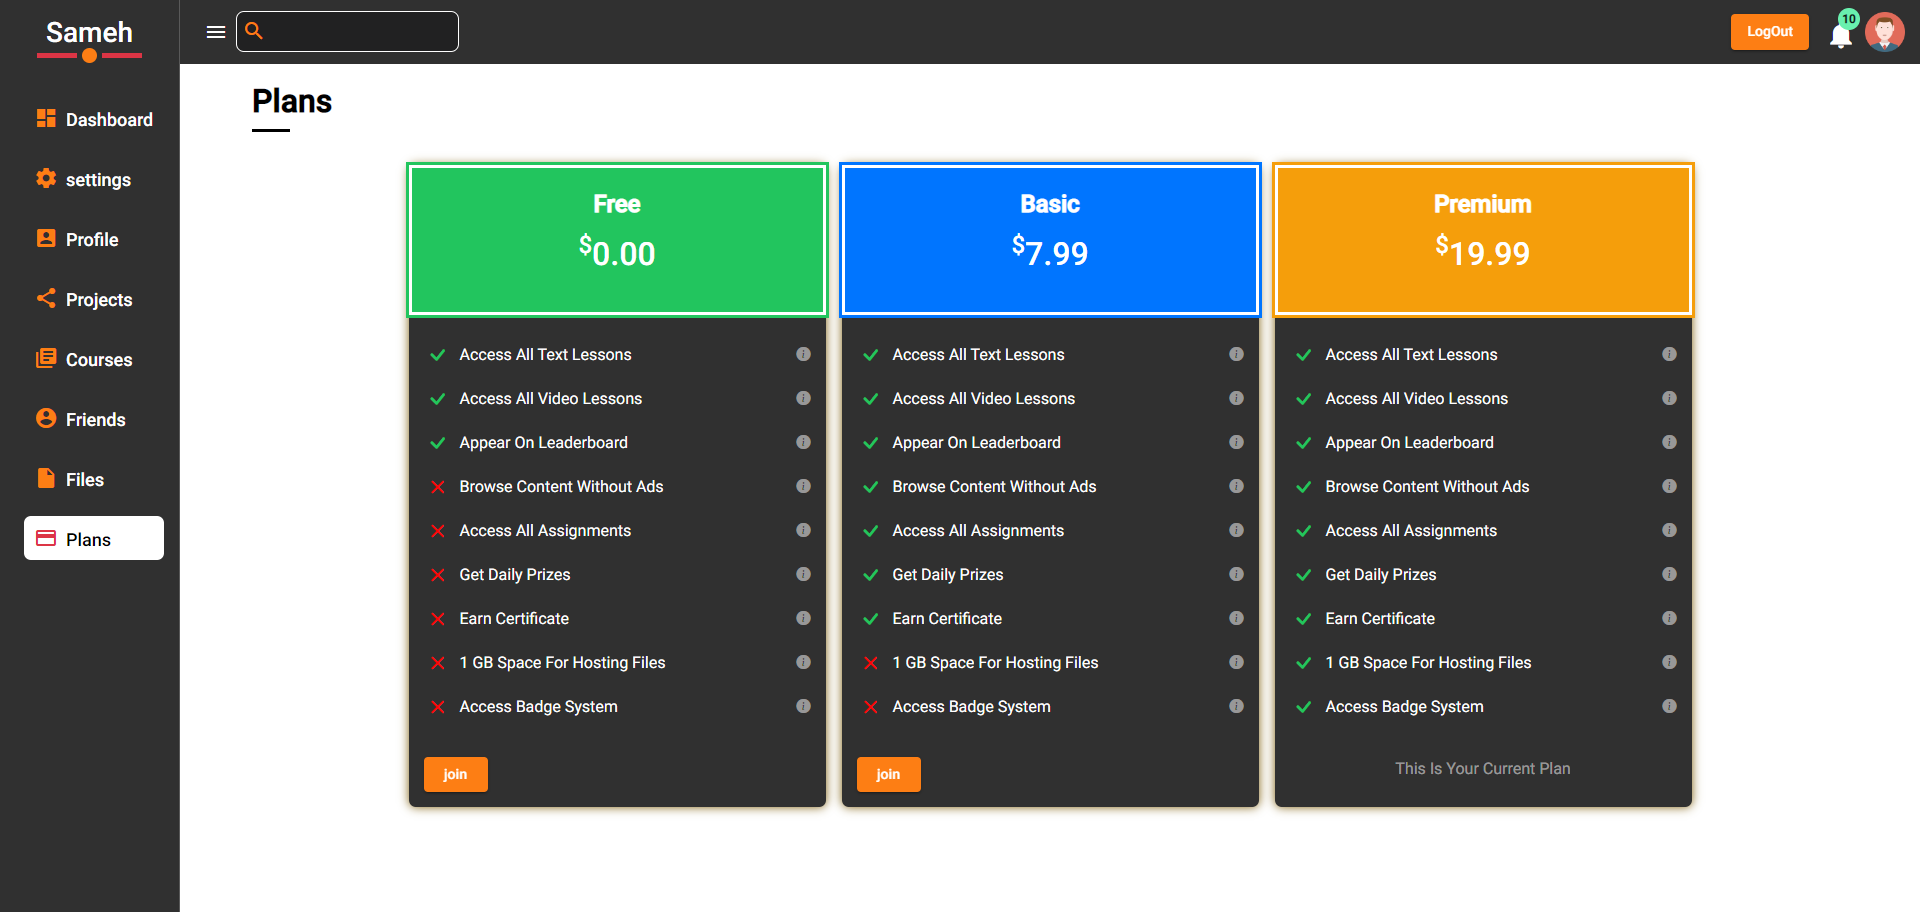 Sameh
LogOut
10
Dashboard
settings
Profile
Projects
Courses
Friends
Files
Plans
Plans
Free
$0.00
Access All Text Lessons
Access All Video Lessons
Appear On Leaderboard
Browse Content Without Ads
Access All Assignments
Get Daily Prizes
Earn Certificate
1 GB Space For Hosting Files
Access Badge System
join
Basic
$7.99
Access All Text Lessons
Access All Video Lessons
Appear On Leaderboard
Browse Content Without Ads
Access All Assignments
Get Daily Prizes
Earn Certificate
1 GB Space For Hosting Files
Access Badge System
join
Premium
$19.99
Access All Text Lessons
Access All Video Lessons
Appear On Leaderboard
Browse Content Without Ads
Access All Assignments
Get Daily Prizes
Earn Certificate
1 GB Space For Hosting Files
Access Badge System
This Is Your Current Plan